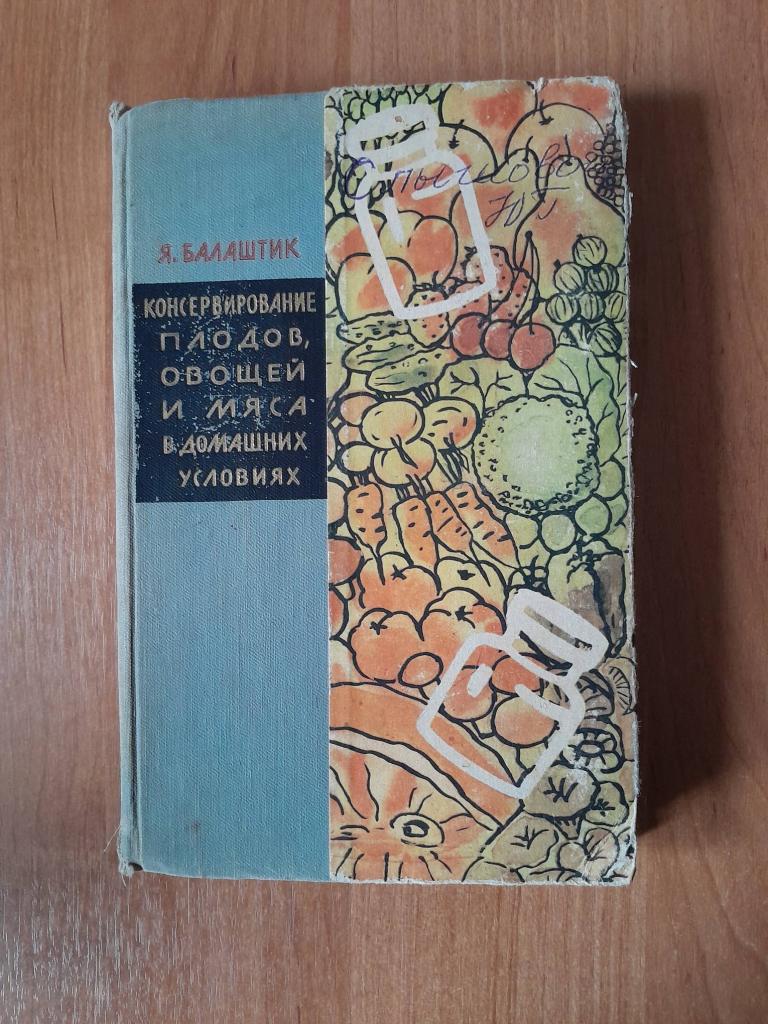 Я. БАЛАШТИК
КОНСЕРВИРОВАНИЕ
ПЛОДОВ,
ОВОЩЕЙ
И МЯСА
В ДОМАШНИХ
УСЛОВИЯХ